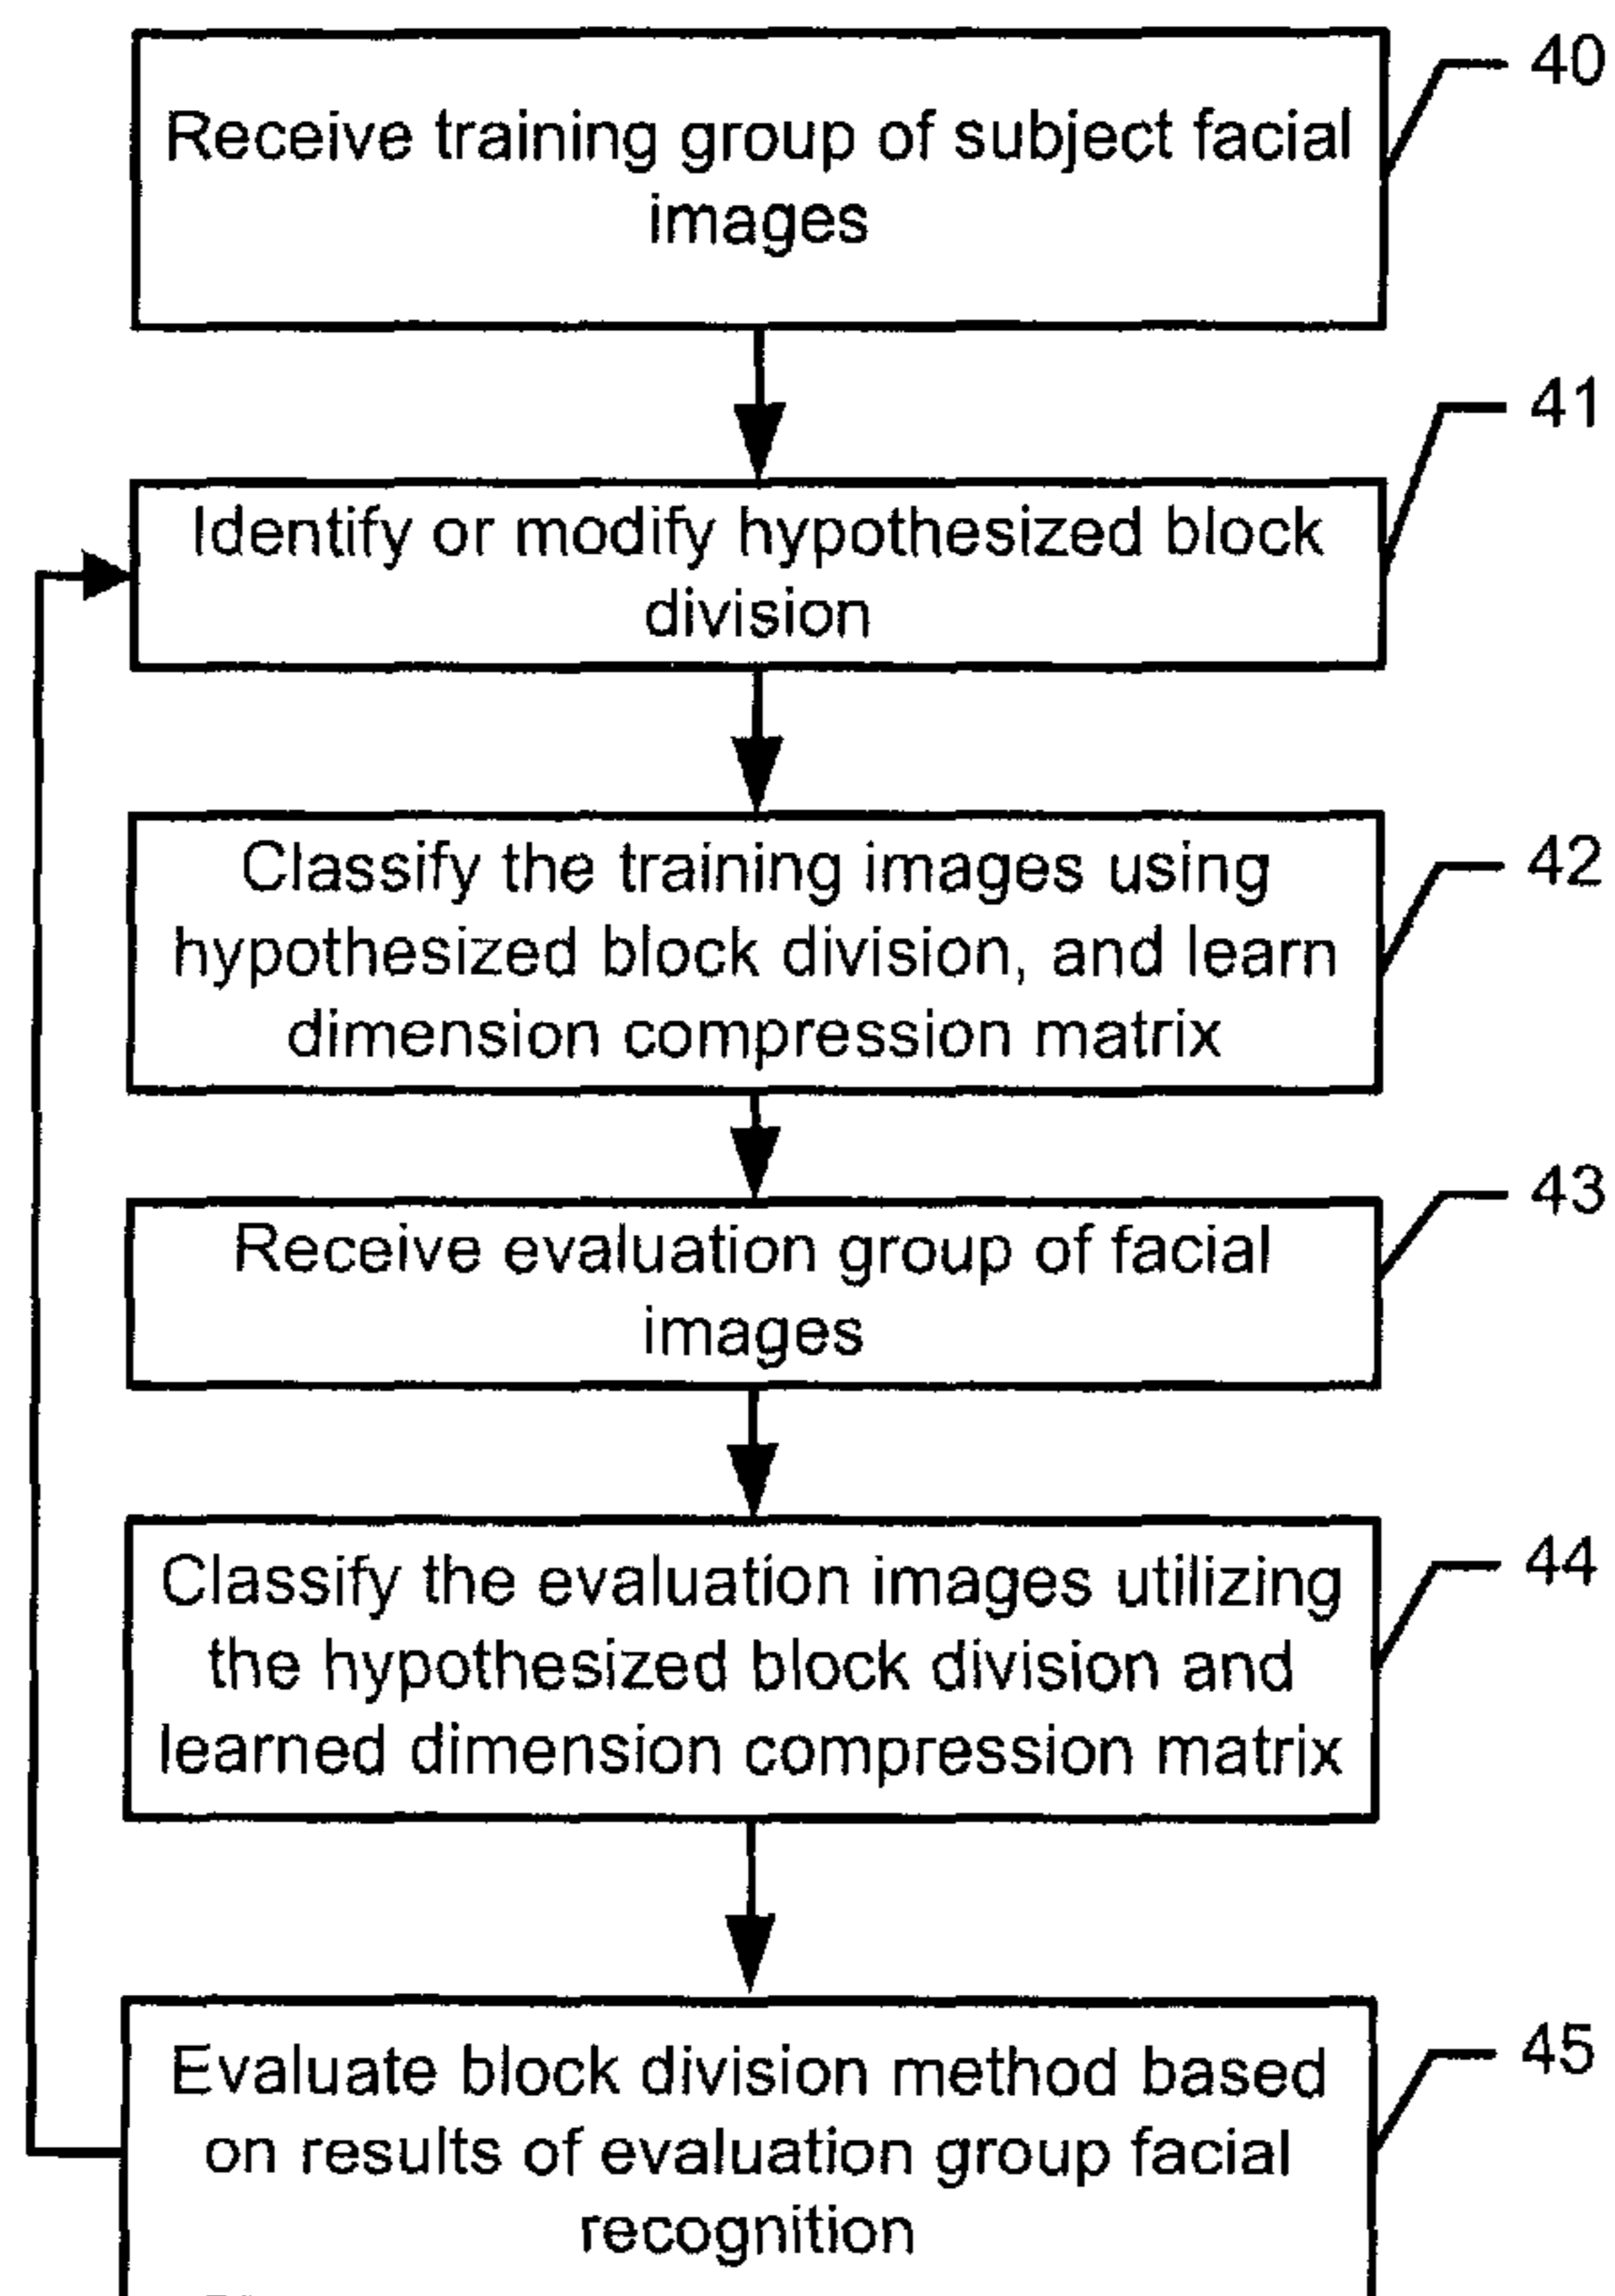 40
Receive training group of subject facial
images
41
Identify or modify hypothesized block
division
42
Classify the training images using
hypothesized block division, and learn
dimension compression matrix
43
Receive evaluation group of facial
images
44
Classify the evaluation images utilizing
the hypothesized block division and
learned dimension compression matrix
45
Evaluate block division method based
on results of evaluation group facial
recognition